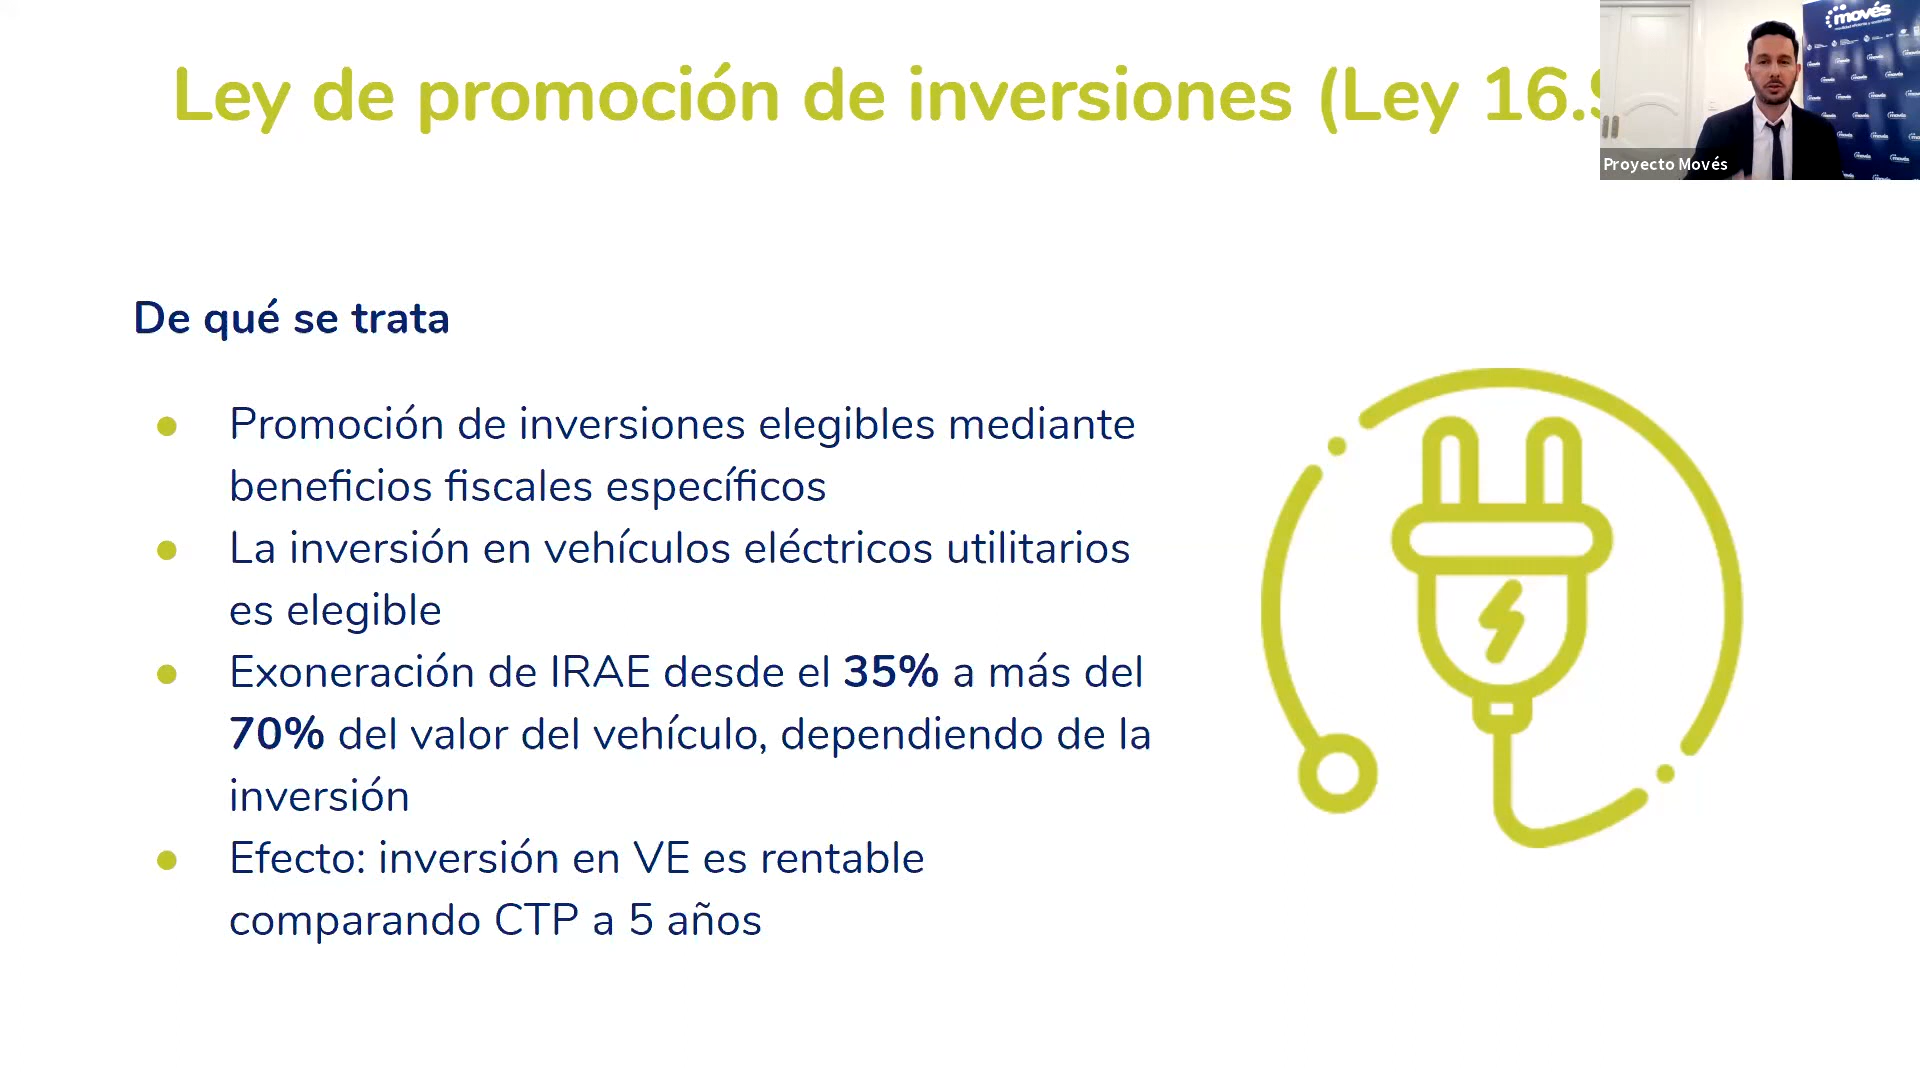 Ley de promoción de inversiones (Ley 16.9
movés
Proyecto Movés
De qué se trata
● Promoción de inversiones elegibles mediante
beneficios fiscales específicos
● La inversión en vehículos eléctricos utilitarios
es elegible
● Exoneración de IRAE desde el 35% a más del
70% del valor del vehículo, dependiendo de la
inversión
● Efecto: inversión en VE es rentable
comparando CTP a 5 años